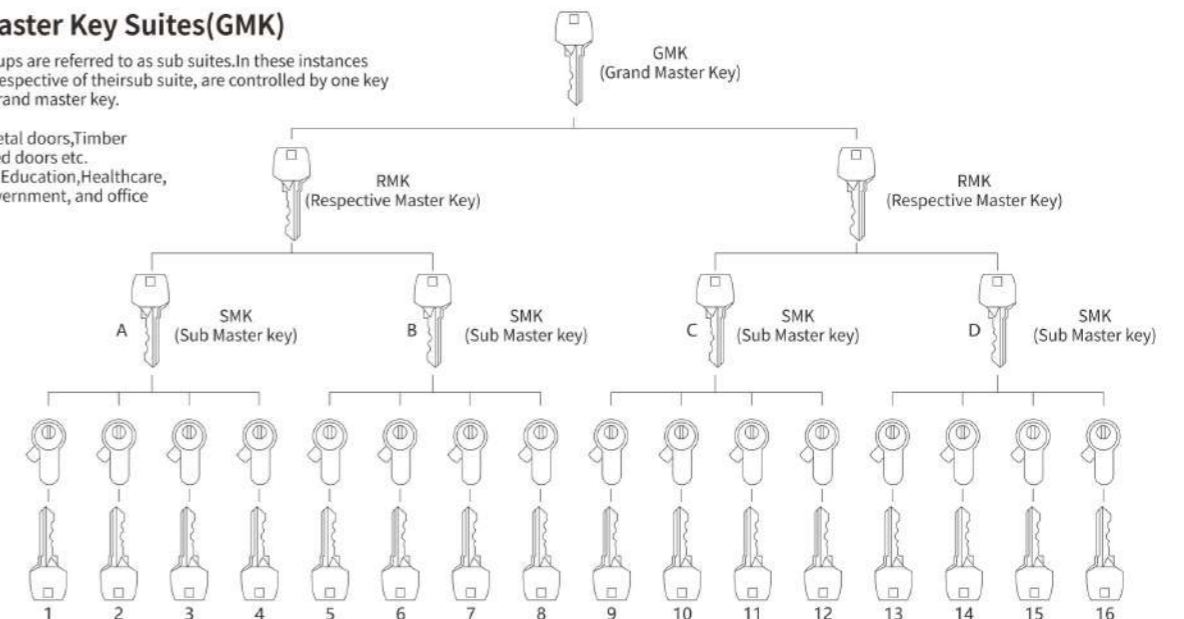 aster Key Suites(GMK)
ups are referred to as sub suites.In these instances
espective of theirsub suite, are controlled by one key
rand master key.
etal doors,Timber
ed doors etc.
Education,Healthcare,
vernment, and office
GMK
(Grand Master Key)
RMK
(Respective Master Key)
RMK
(Respective Master Key)
A
SMK
(Sub Master key)
B
SMK
(Sub Master key)
C
SMK
(Sub Master key)
D
SMK
(Sub Master key)
1 2 3 4 5 6 7 8 9 10 11 12 13 14 15 16